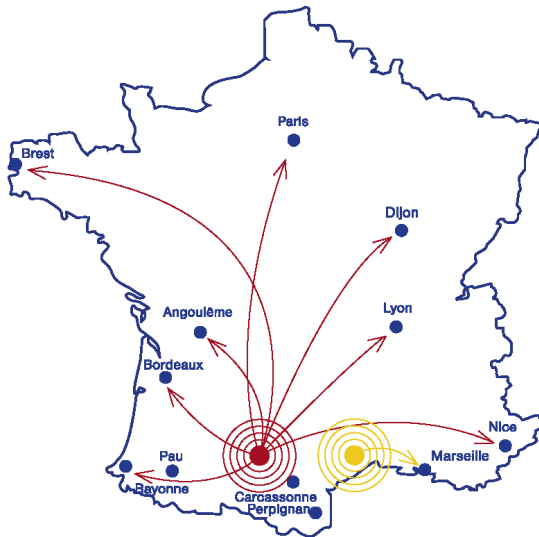 Paris
Brest
Dijon
Angoulême
Lyon
Bordeaux
Nice
Pau
Marseille
Bayonne
Carcassonne
Perpignan